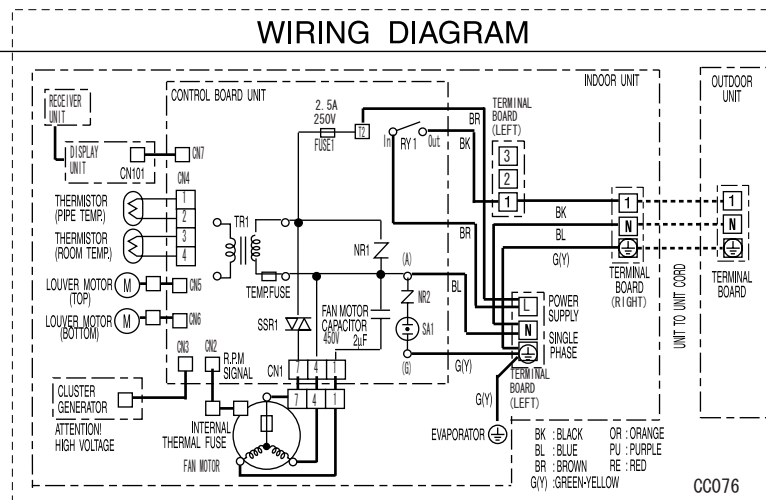 WIRING DIAGRAM
INDOOR UNIT
OUTDOOR
UNIT
RECEIVER
UNIT
CONTROL BOARD UNIT
2.5A
250V
FUSE1
T2
In
RY1
Out
BR
BK
TERMINAL
BOARD
(LEFT)
3
2
1
DISPLAY
UNIT
CN101
CN7
CN4
1
2
3
4
THERMISTOR
(PIPE TEMP.)
THERMISTOR
(ROOM TEMP.)
TR1
NR1
BR
BK
BL
G(Y)
1
N
TERMINAL
BOARD
(RIGHT)
1
N
TERMINAL
BOARD
UNIT TO UNIT CORD
LOUVER MOTOR
(TOP)
M
CN5
LOUVER MOTOR
(BOTTOM)
M
CN6
TEMP.FUSE
(A)
NR2
BL
SSR1
FAN MOTOR
CAPACITOR
450V 2μF
SA1
(G)
L
N
POWER
SUPPLY
SINGLE
PHASE
TERMINAL
BOARD
(LEFT)
CN3
CN2
R.P.M
SIGNAL
CN1
7 4 1
7 4 1
G(Y)
G(Y)
CLUSTER
GENERATOR
ATTENTION!
HIGH VOLTAGE
INTERNAL
THERMAL FUSE
FAN MOTOR
EVAPORATOR
BK : BLACK OR : ORANGE
BL : BLUE PU : PURPLE
BR : BROWN RE : RED
G(Y) :GREEN-YELLOW
CC076